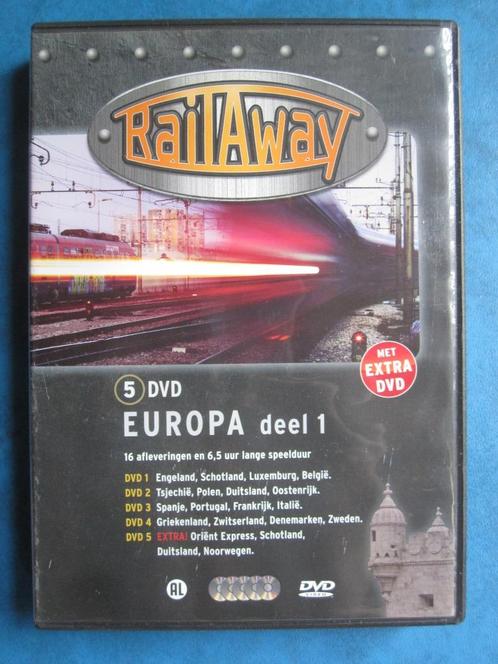 RailAway
MET
EXTRA
DVD
5 DVD
EUROPA deel 1
16 afleveringen en 6,5 uur lange speelduur
DVD 1 Engeland, Schotland, Luxemburg, België.
DVD 2 Tsjechië, Polen, Duitsland, Oostenrijk.
DVD 3 Spanje, Portugal, Frankrijk, Italië.
DVD 4 Griekenland, Zwitserland, Denemarken, Zweden.
DVD 5 EXTRA! Oriënt Express, Schotland,
Duitsland, Noorwegen.
AL
DVD
VIDEO